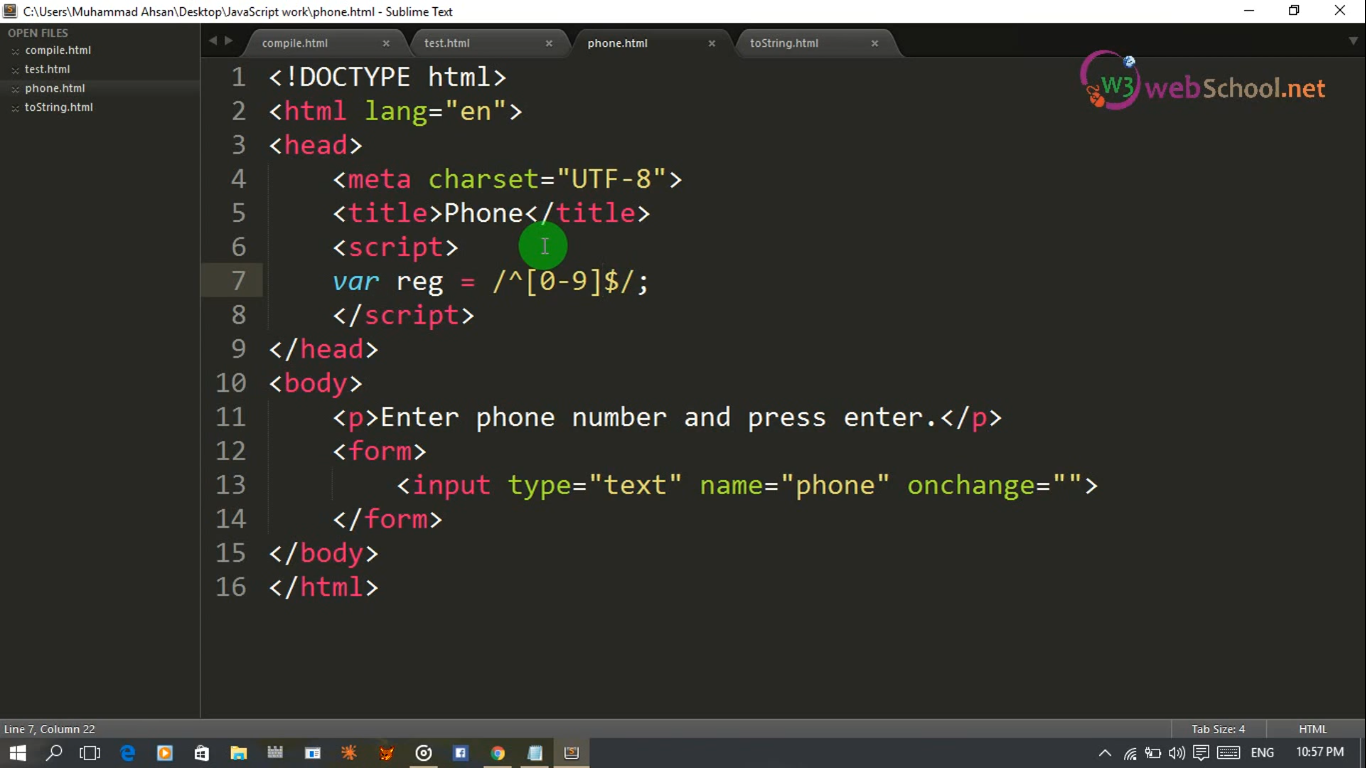 C:\Users\Muhammad Ahsan\Desktop\JavaScript work\phone.html - Sublime Text
OPEN FILES
compile.html
test.html
phone.html
toString.html
compile.html test.html phone.html toString.html
W3 webSchool.net
1 <!DOCTYPE html>
2 <html lang="en">
3 <head>
4 <meta charset="UTF-8">
5 <title>Phone</title>
6 <script>
7 var reg = /^[0-9]$/;
8 </script>
9 </head>
10 <body>
11 <p>Enter phone number and press enter.</p>
12 <form>
13 <input type="text" name="phone" onchange="">
14 </form>
15 </body>
16 </html>
Line 7, Column 22 Tab Size: 4 HTML
ENG 10:57 PM